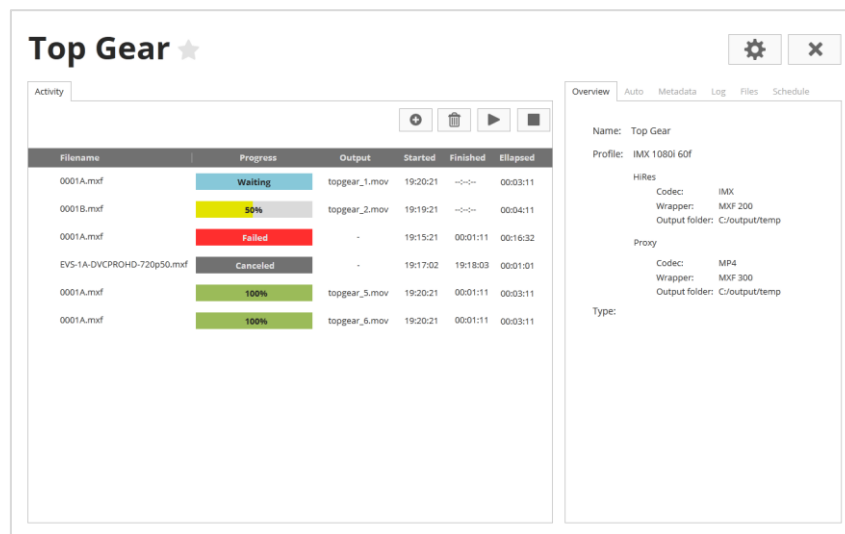 Top Gear
Activity
Filename Progress Output Started Finished Ellapsed
0001A.mxf Waiting topgear_1.mov 19:20:21 --:--:-- 00:03:11
0001B.mxf 50% topgear_2.mov 19:19:21 --:--:-- 00:04:11
0001A.mxf Failed - 19:15:21 00:01:11 00:16:32
EVS-1A-DVCPROHD-720p50.mxf Canceled - 19:17:02 19:18:03 00:01:01
0001A.mxf 100% topgear_5.mov 19:20:21 00:01:11 00:03:11
0001A.mxf 100% topgear_6.mov 19:20:21 00:01:11 00:03:11
Overview Auto Metadata Log Files Schedule
Name: Top Gear
Profile: IMX 1080i 60f
HiRes
Codec: IMX
Wrapper: MXF 200
Output folder: C:/output/temp
Proxy
Codec: MP4
Wrapper: MXF 300
Output folder: C:/output/temp
Type: